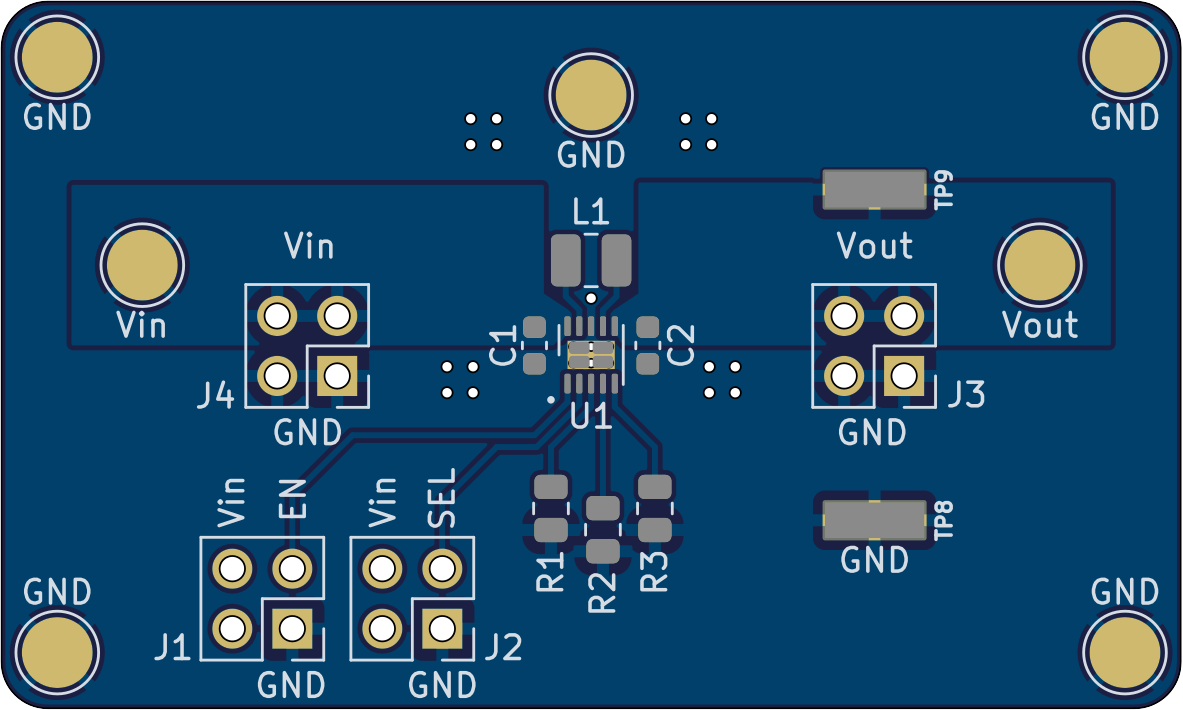 GND
GND
GND
TP9
L1
Vin
Vout
Vin
Vout
C1
C2
J4
J3
U1
GND
GND
Vin
EN
Vin
SEL
TP8
GND
R1
R2
R3
GND
GND
J1
J2
GND
GND